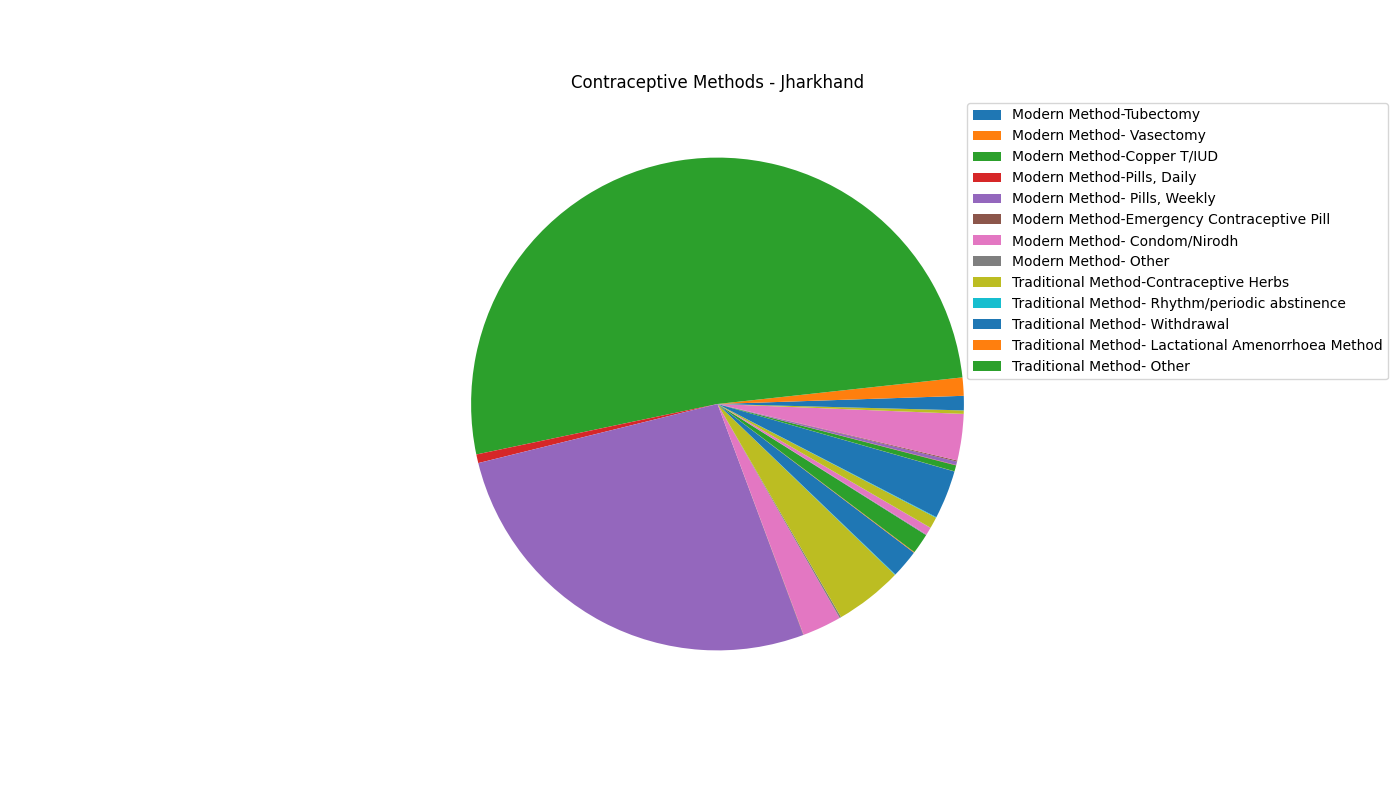 Contraceptive Methods - Jharkhand
Modern Method-Tubectomy
Modern Method- Vasectomy
Modern Method-Copper T/IUD
Modern Method-Pills, Daily
Modern Method- Pills, Weekly
Modern Method-Emergency Contraceptive Pill
Modern Method- Condom/Nirodh
Modern Method- Other
Traditional Method-Contraceptive Herbs
Traditional Method- Rhythm/periodic abstinence
Traditional Method- Withdrawal
Traditional Method- Lactational Amenorrhoea Method
Traditional Method- Other